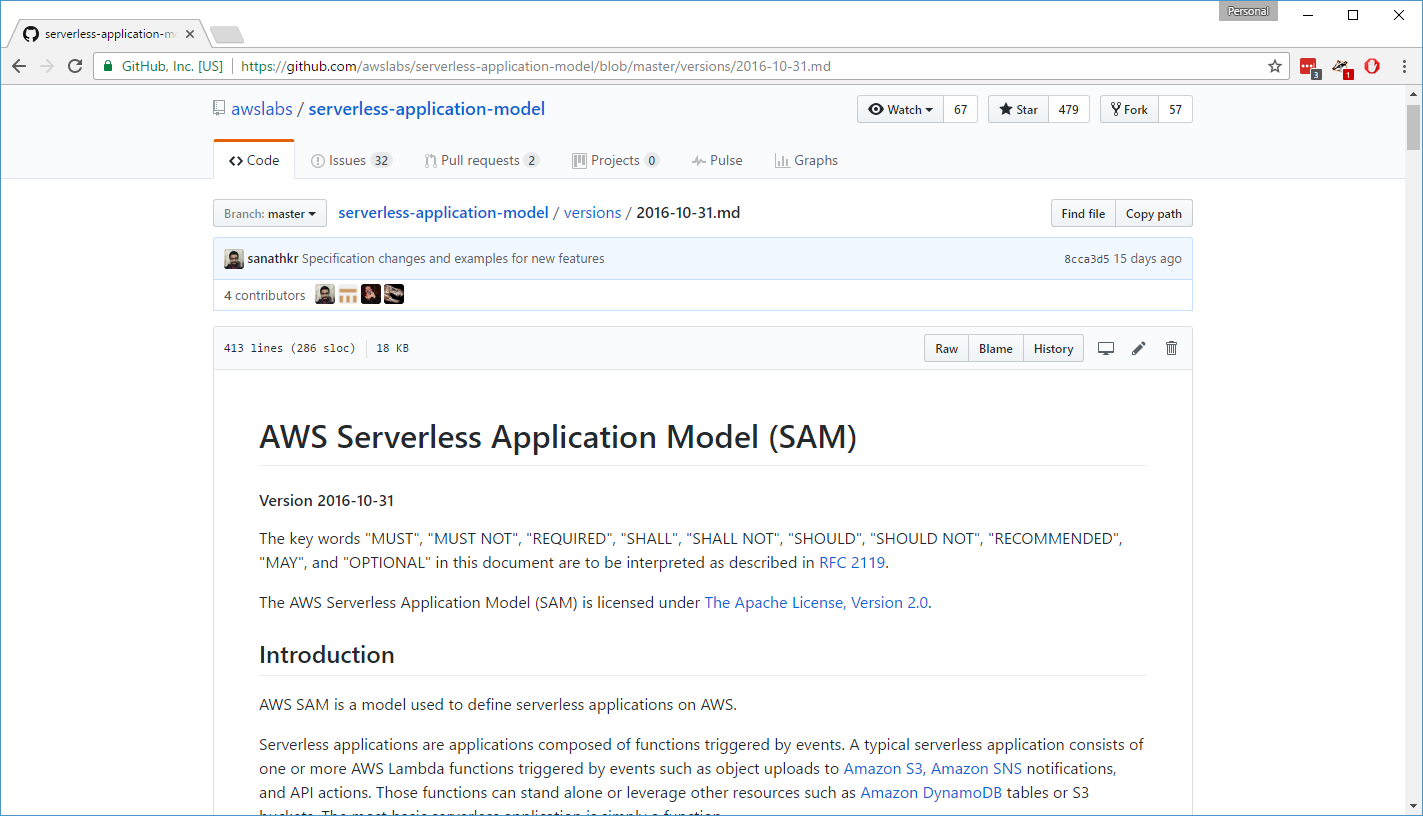 Personal
serverless-application-m
GitHub, Inc. [US] https://github.com/awslabs/serverless-application-model/blob/master/versions/2016-10-31.md 3 1
awslabs / serverless-application-model Watch 67 Star 479 Fork 57
Code Issues 32 Pull requests 2 Projects 0 Pulse Graphs
Branch: master serverless-application-model / versions / 2016-10-31.md Find file Copy path
sanathkr Specification changes and examples for new features 8cca3d5 15 days ago
4 contributors
413 lines (286 sloc) 18 KB Raw Blame History
AWS Serverless Application Model (SAM)
Version 2016-10-31
The key words "MUST", "MUST NOT", "REQUIRED", "SHALL", "SHALL NOT", "SHOULD", "SHOULD NOT", "RECOMMENDED",
"MAY", and "OPTIONAL" in this document are to be interpreted as described in RFC 2119.
The AWS Serverless Application Model (SAM) is licensed under The Apache License, Version 2.0.
Introduction
AWS SAM is a model used to define serverless applications on AWS.
Serverless applications are applications composed of functions triggered by events. A typical serverless application consists of
one or more AWS Lambda functions triggered by events such as object uploads to Amazon S3, Amazon SNS notifications,
and API actions. Those functions can stand alone or leverage other resources such as Amazon DynamoDB tables or S3
buckets. The most basic serverless application is simply a function.